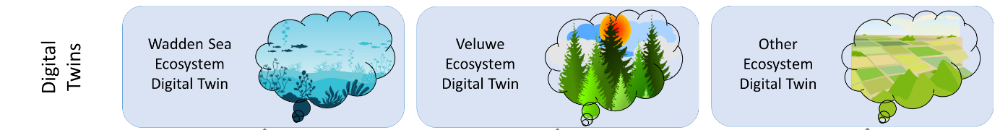 Digital
Twins
Wadden Sea
Ecosystem
Digital Twin
Veluwe
Ecosystem
Digital Twin
Other
Ecosystem
Digital Twin